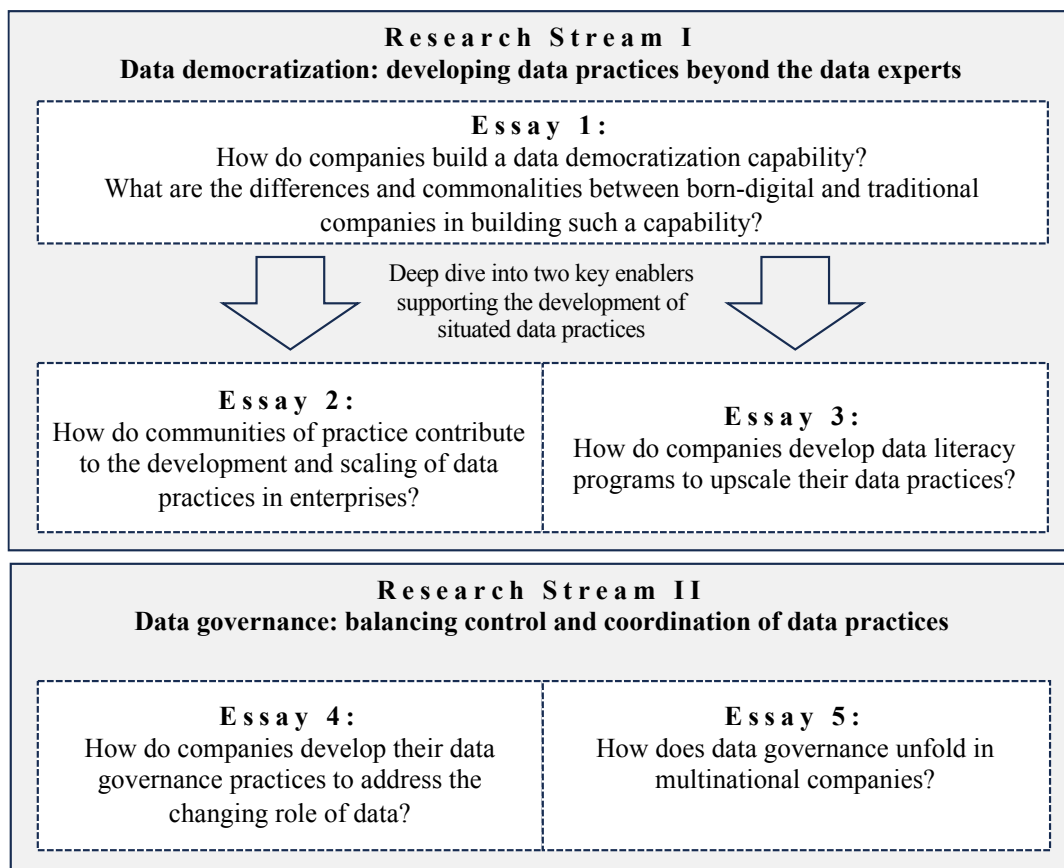 Research Stream I
Data democratization: developing data practices beyond the data experts
Essay 1:
How do companies build a data democratization capability?
What are the differences and commonalities between born-digital and traditional
companies in building such a capability?
Deep dive into two key enablers
supporting the development of
situated data practices
Essay 2:
How do communities of practice contribute
to the development and scaling of data
practices in enterprises?
Essay 3:
How do companies develop data literacy
programs to upscale their data practices?
Research Stream II
Data governance: balancing control and coordination of data practices
Essay 4:
How do companies develop their data
governance practices to address the
changing role of data?
Essay 5:
How does data governance unfold in
multinational companies?